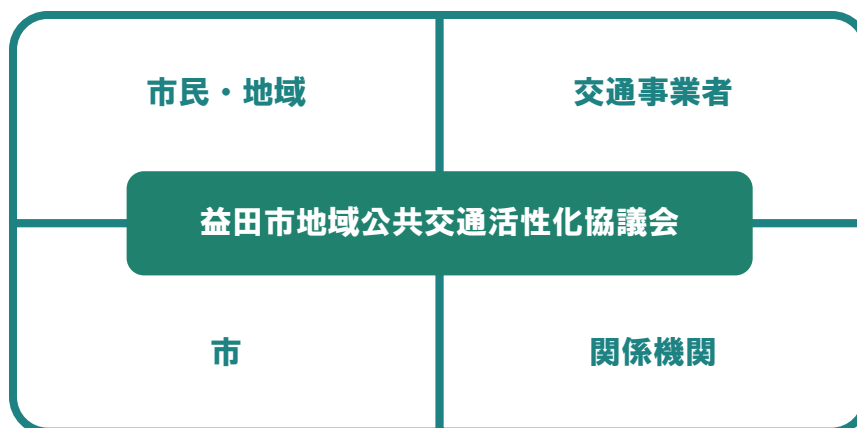 市民・地域
交通事業者
益田市地域公共交通活性化協議会
市
関係機関